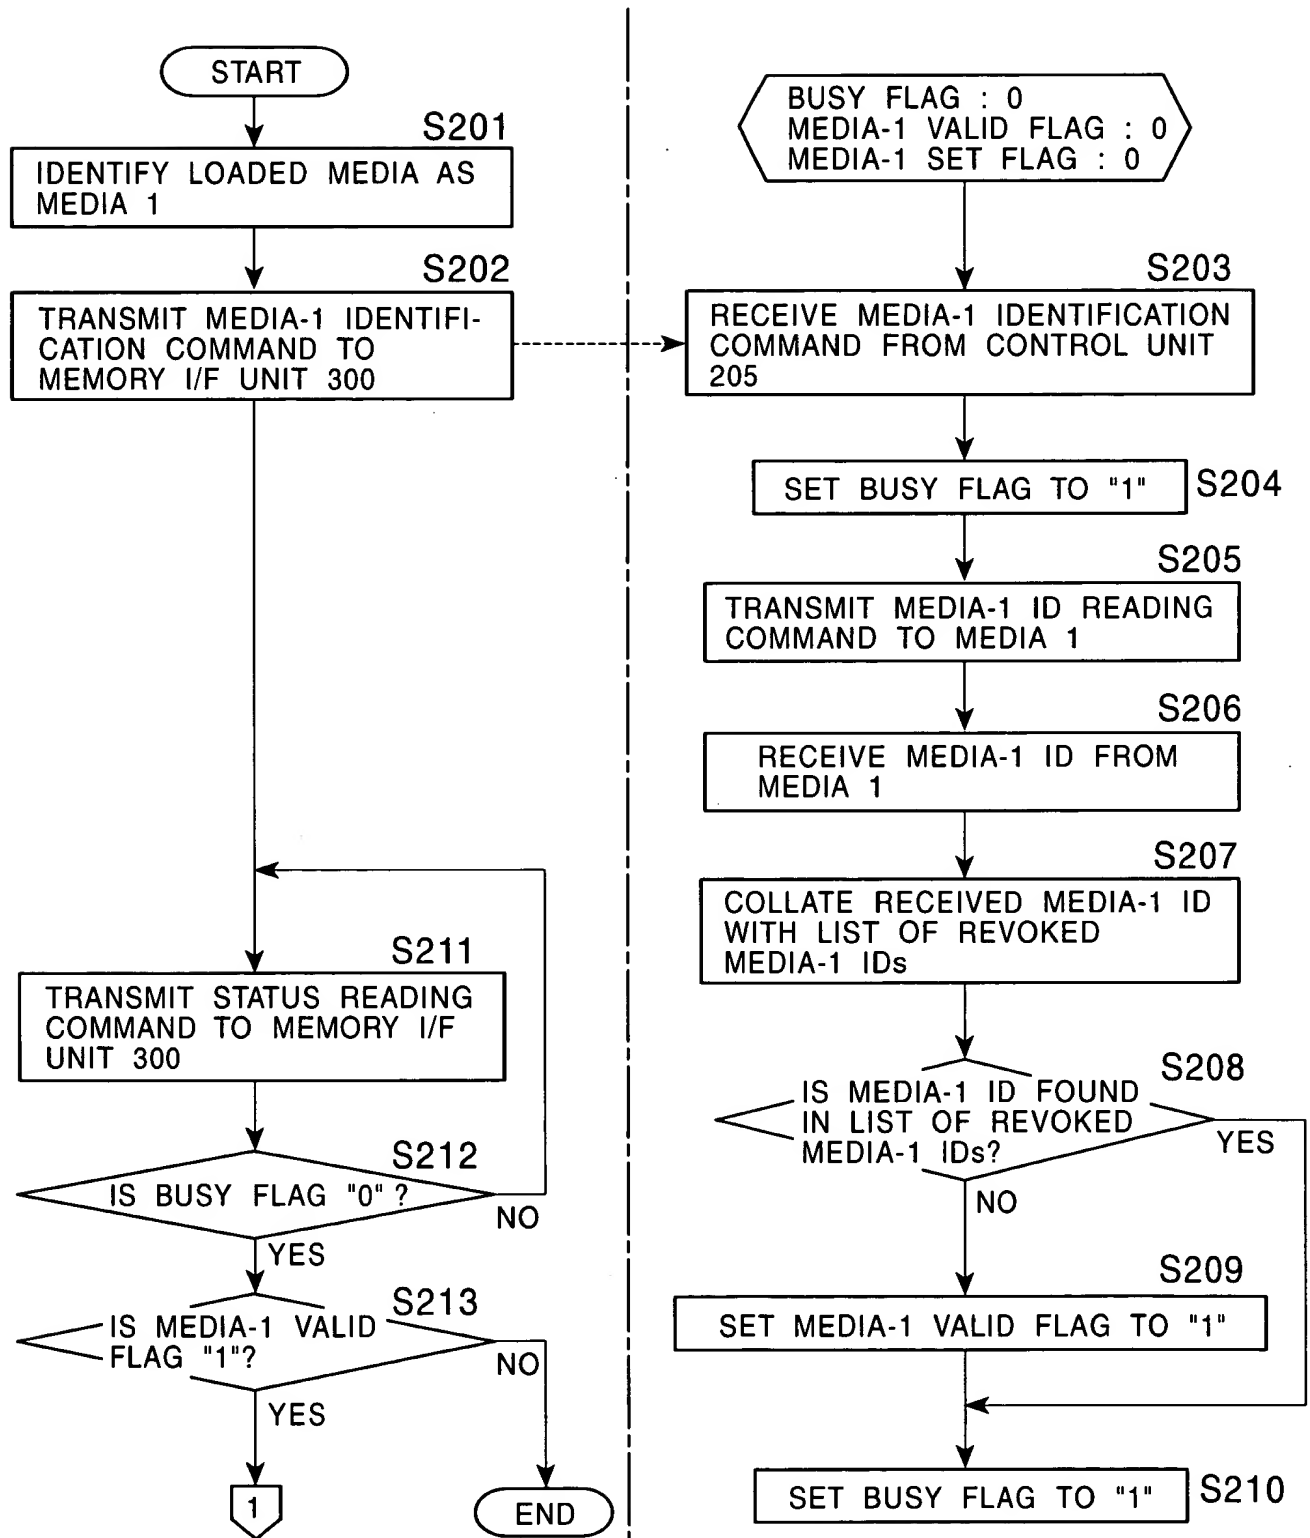 START
S201
IDENTIFY LOADED MEDIA AS
MEDIA 1
S202
TRANSMIT MEDIA-1 IDENTIFI-
CATION COMMAND TO
MEMORY I/F UNIT 300
S211
TRANSMIT STATUS READING
COMMAND TO MEMORY I/F
UNIT 300
S212
IS BUSY FLAG "0" ?
NO
YES
S213
IS MEDIA-1 VALID
FLAG "1"?
NO
YES
1
END
BUSY FLAG : 0
MEDIA-1 VALID FLAG : 0
MEDIA-1 SET FLAG : 0
S203
RECEIVE MEDIA-1 IDENTIFICATION
COMMAND FROM CONTROL UNIT
205
SET BUSY FLAG TO "1"
S204
S205
TRANSMIT MEDIA-1 ID READING
COMMAND TO MEDIA 1
S206
RECEIVE MEDIA-1 ID FROM
MEDIA 1
S207
COLLATE RECEIVED MEDIA-1 ID
WITH LIST OF REVOKED
MEDIA-1 IDs
S208
IS MEDIA-1 ID FOUND
IN LIST OF REVOKED
MEDIA-1 IDs?
YES
NO
S209
SET MEDIA-1 VALID FLAG TO "1"
SET BUSY FLAG TO "1"
S210